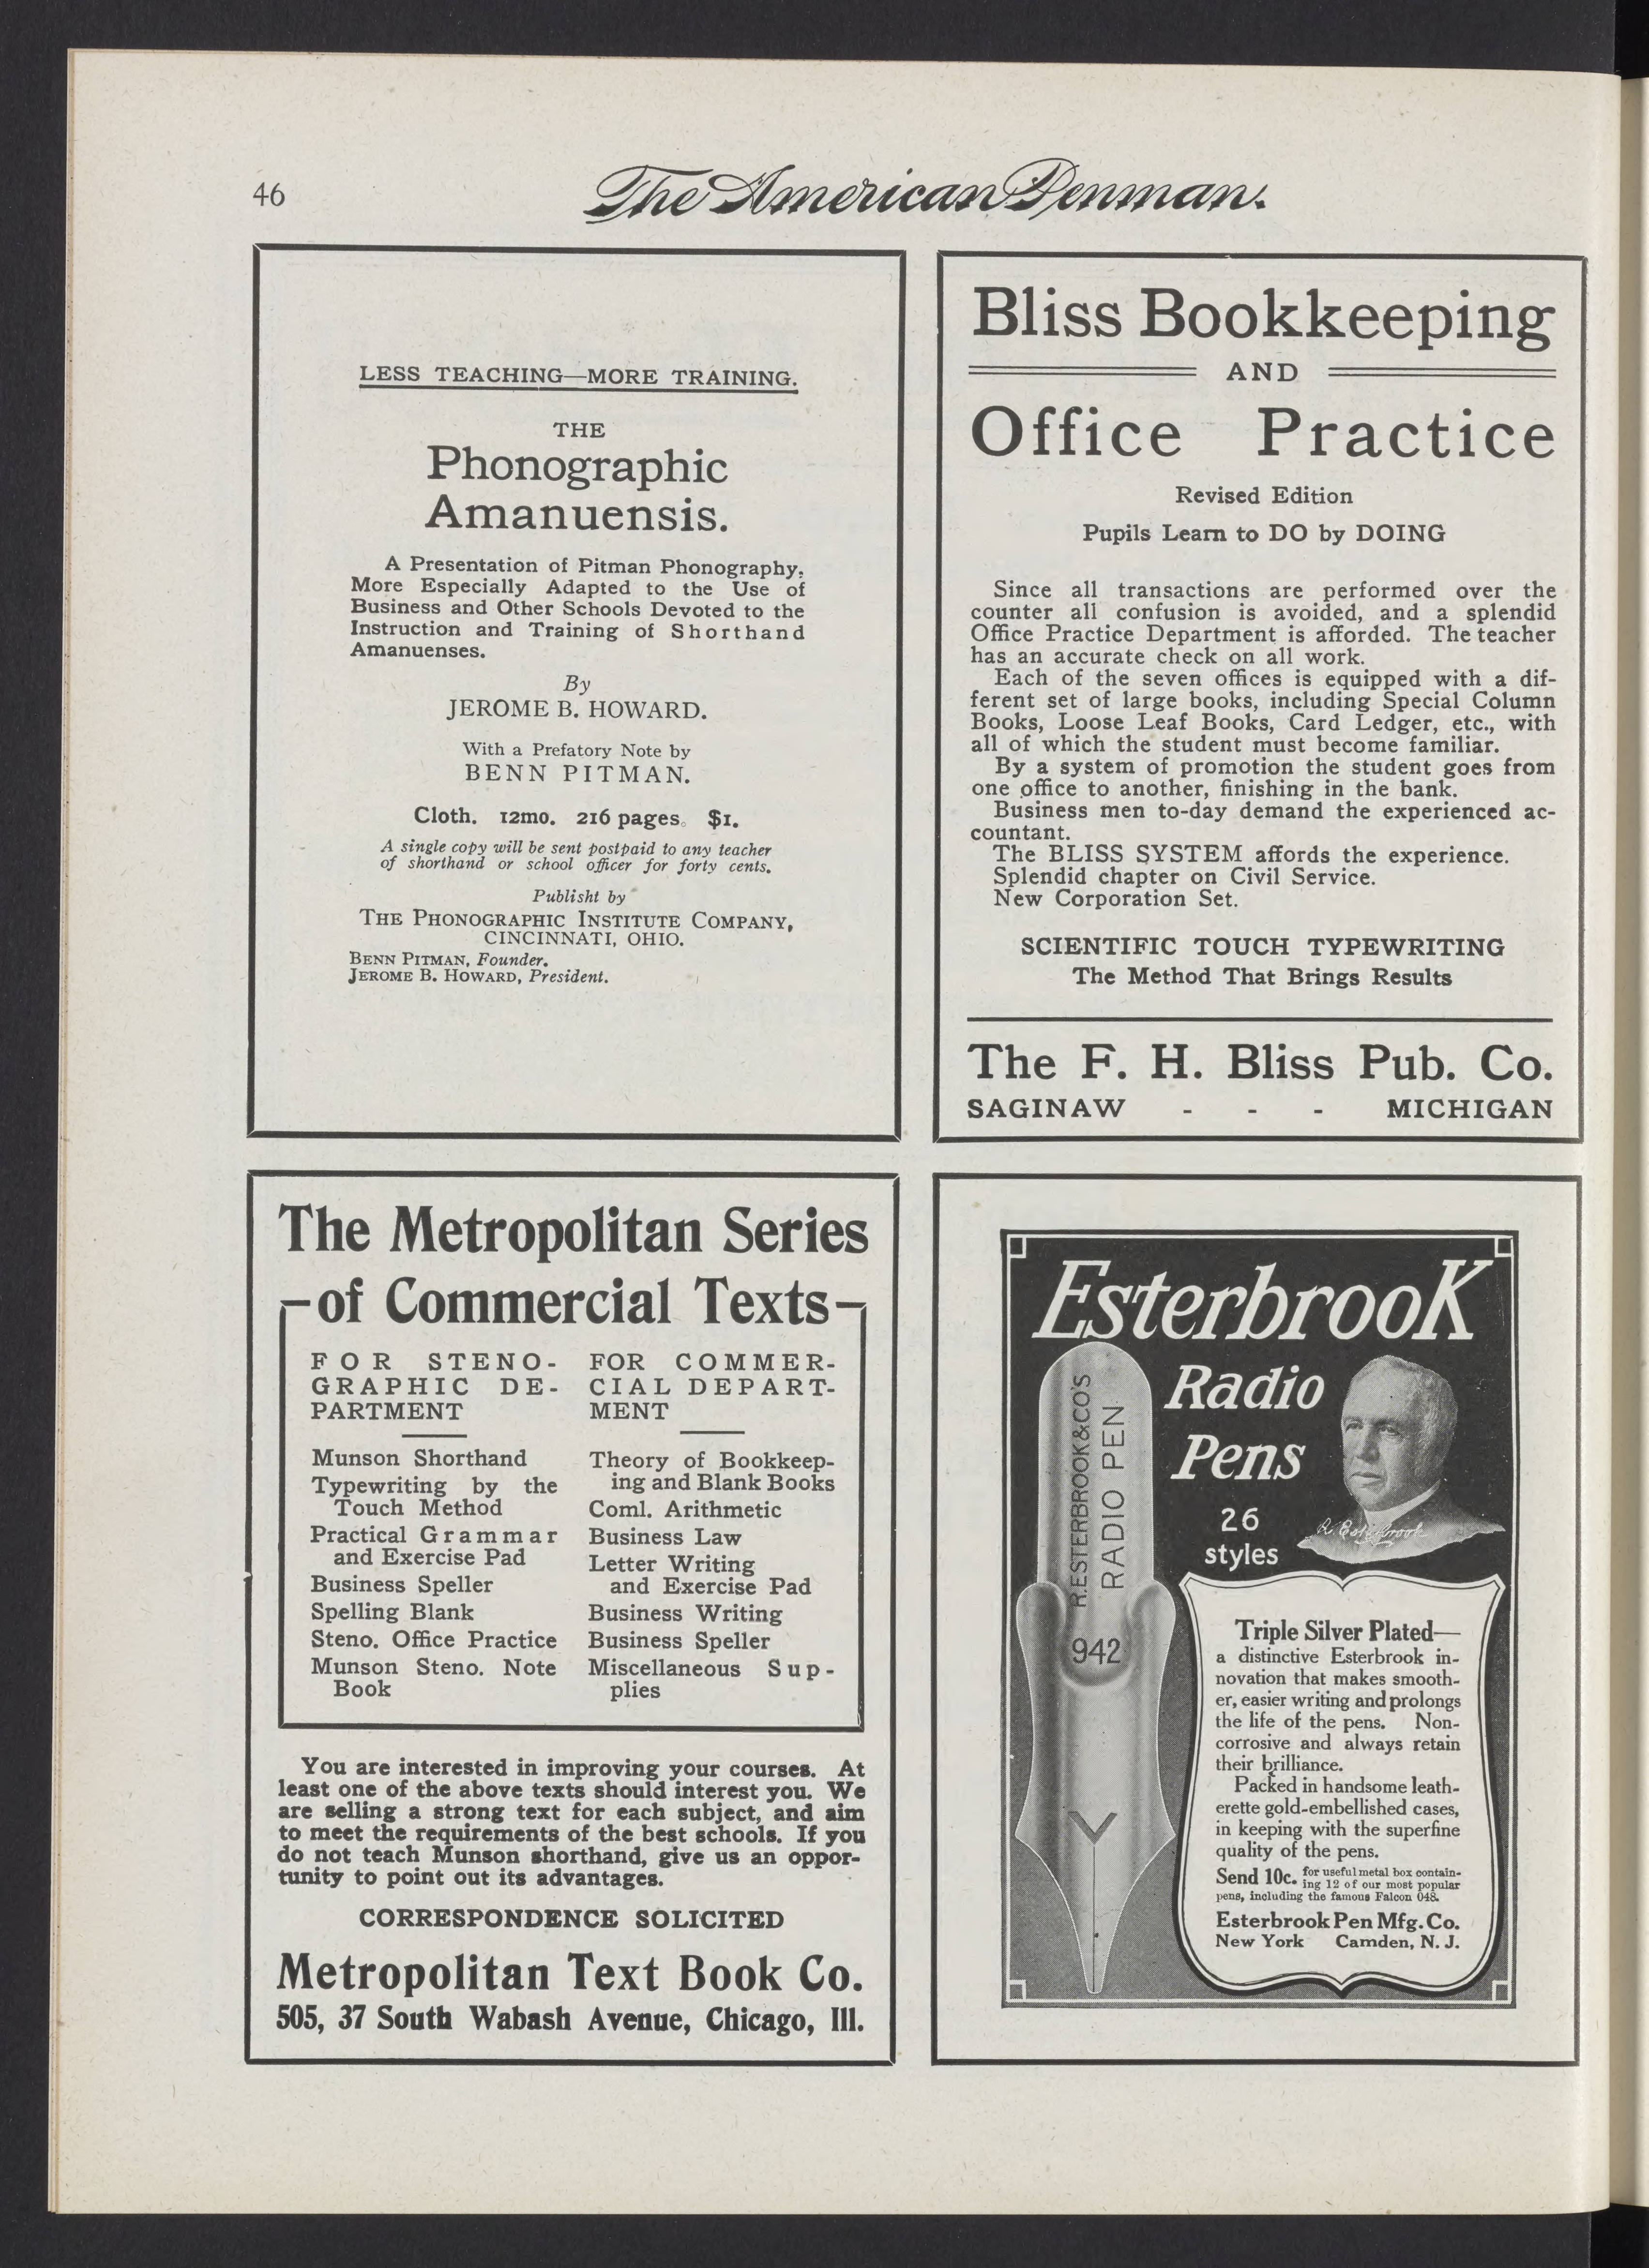 46
The American Penman.
LESS TEACHING—MORE TRAINING.
THE
Phonographic
Amanuensis.
A Presentation of Pitman Phonography,
More Especially Adapted to the Use of
Business and Other Schools Devoted to the
Instruction and Training of Shorthand
Amanuenses.
By
JEROME B. HOWARD.
With a Prefatory Note by
BENN PITMAN.
Cloth. 12mo. 216 pages. $1.
A single copy will be sent postpaid to any teacher
of shorthand or school officer for forty cents.
Publisht by
THE PHONOGRAPHIC INSTITUTE COMPANY,
CINCINNATI, OHIO.
BENN PITMAN, Founder.
JEROME B. HOWARD, President.
Bliss Bookkeeping
AND
Office Practice
Revised Edition
Pupils Learn to DO by DOING
Since all transactions are performed over the
counter all confusion is avoided, and a splendid
Office Practice Department is afforded. The teacher
has an accurate check on all work.
Each of the seven offices is equipped with a dif-
ferent set of large books, including Special Column
Books, Loose Leaf Books, Card Ledger, etc., with
all of which the student must become familiar.
By a system of promotion the student goes from
one office to another, finishing in the bank.
Business men to-day demand the experienced ac-
countant.
The BLISS SYSTEM affords the experience.
Splendid chapter on Civil Service.
New Corporation Set.
SCIENTIFIC TOUCH TYPEWRITING
The Method That Brings Results
The F. H. Bliss Pub. Co.
SAGINAW - - - MICHIGAN
The Metropolitan Series
of Commercial Texts
FOR STENO-
GRAPHIC DE-
PARTMENT
Munson Shorthand
Typewriting by the
Touch Method
Practical Grammar
and Exercise Pad
Business Speller
Spelling Blank
Steno. Office Practice
Munson Steno. Note
Book
FOR COMMER-
CIAL DEPART-
MENT
Theory of Bookkeep-
ing and Blank Books
Coml. Arithmetic
Business Law
Letter Writing
and Exercise Pad
Business Writing
Business Speller
Miscellaneous Sup-
plies
You are interested in improving your courses. At
least one of the above texts should interest you. We
are selling a strong text for each subject, and aim
to meet the requirements of the best schools. If you
do not teach Munson shorthand, give us an oppor-
tunity to point out its advantages.
CORRESPONDENCE SOLICITED
Metropolitan Text Book Co.
505, 37 South Wabash Avenue, Chicago, Ill.
Esterbrook
Radio
Pens
26
styles
R. Esterbrook
R.ESTERBROOK&CO'S
RADIO PEN
942
Triple Silver Plated—
a distinctive Esterbrook in-
novation that makes smooth-
er, easier writing and prolongs
the life of the pens. Non-
corrosive and always retain
their brilliance.
Packed in handsome leath-
erette gold-embellished cases,
in keeping with the superfine
quality of the pens.
Send 10c. for useful metal box contain-
ing 12 of our most popular
pens, including the famous Falcon 048.
Esterbrook Pen Mfg. Co.
New York Camden, N. J.